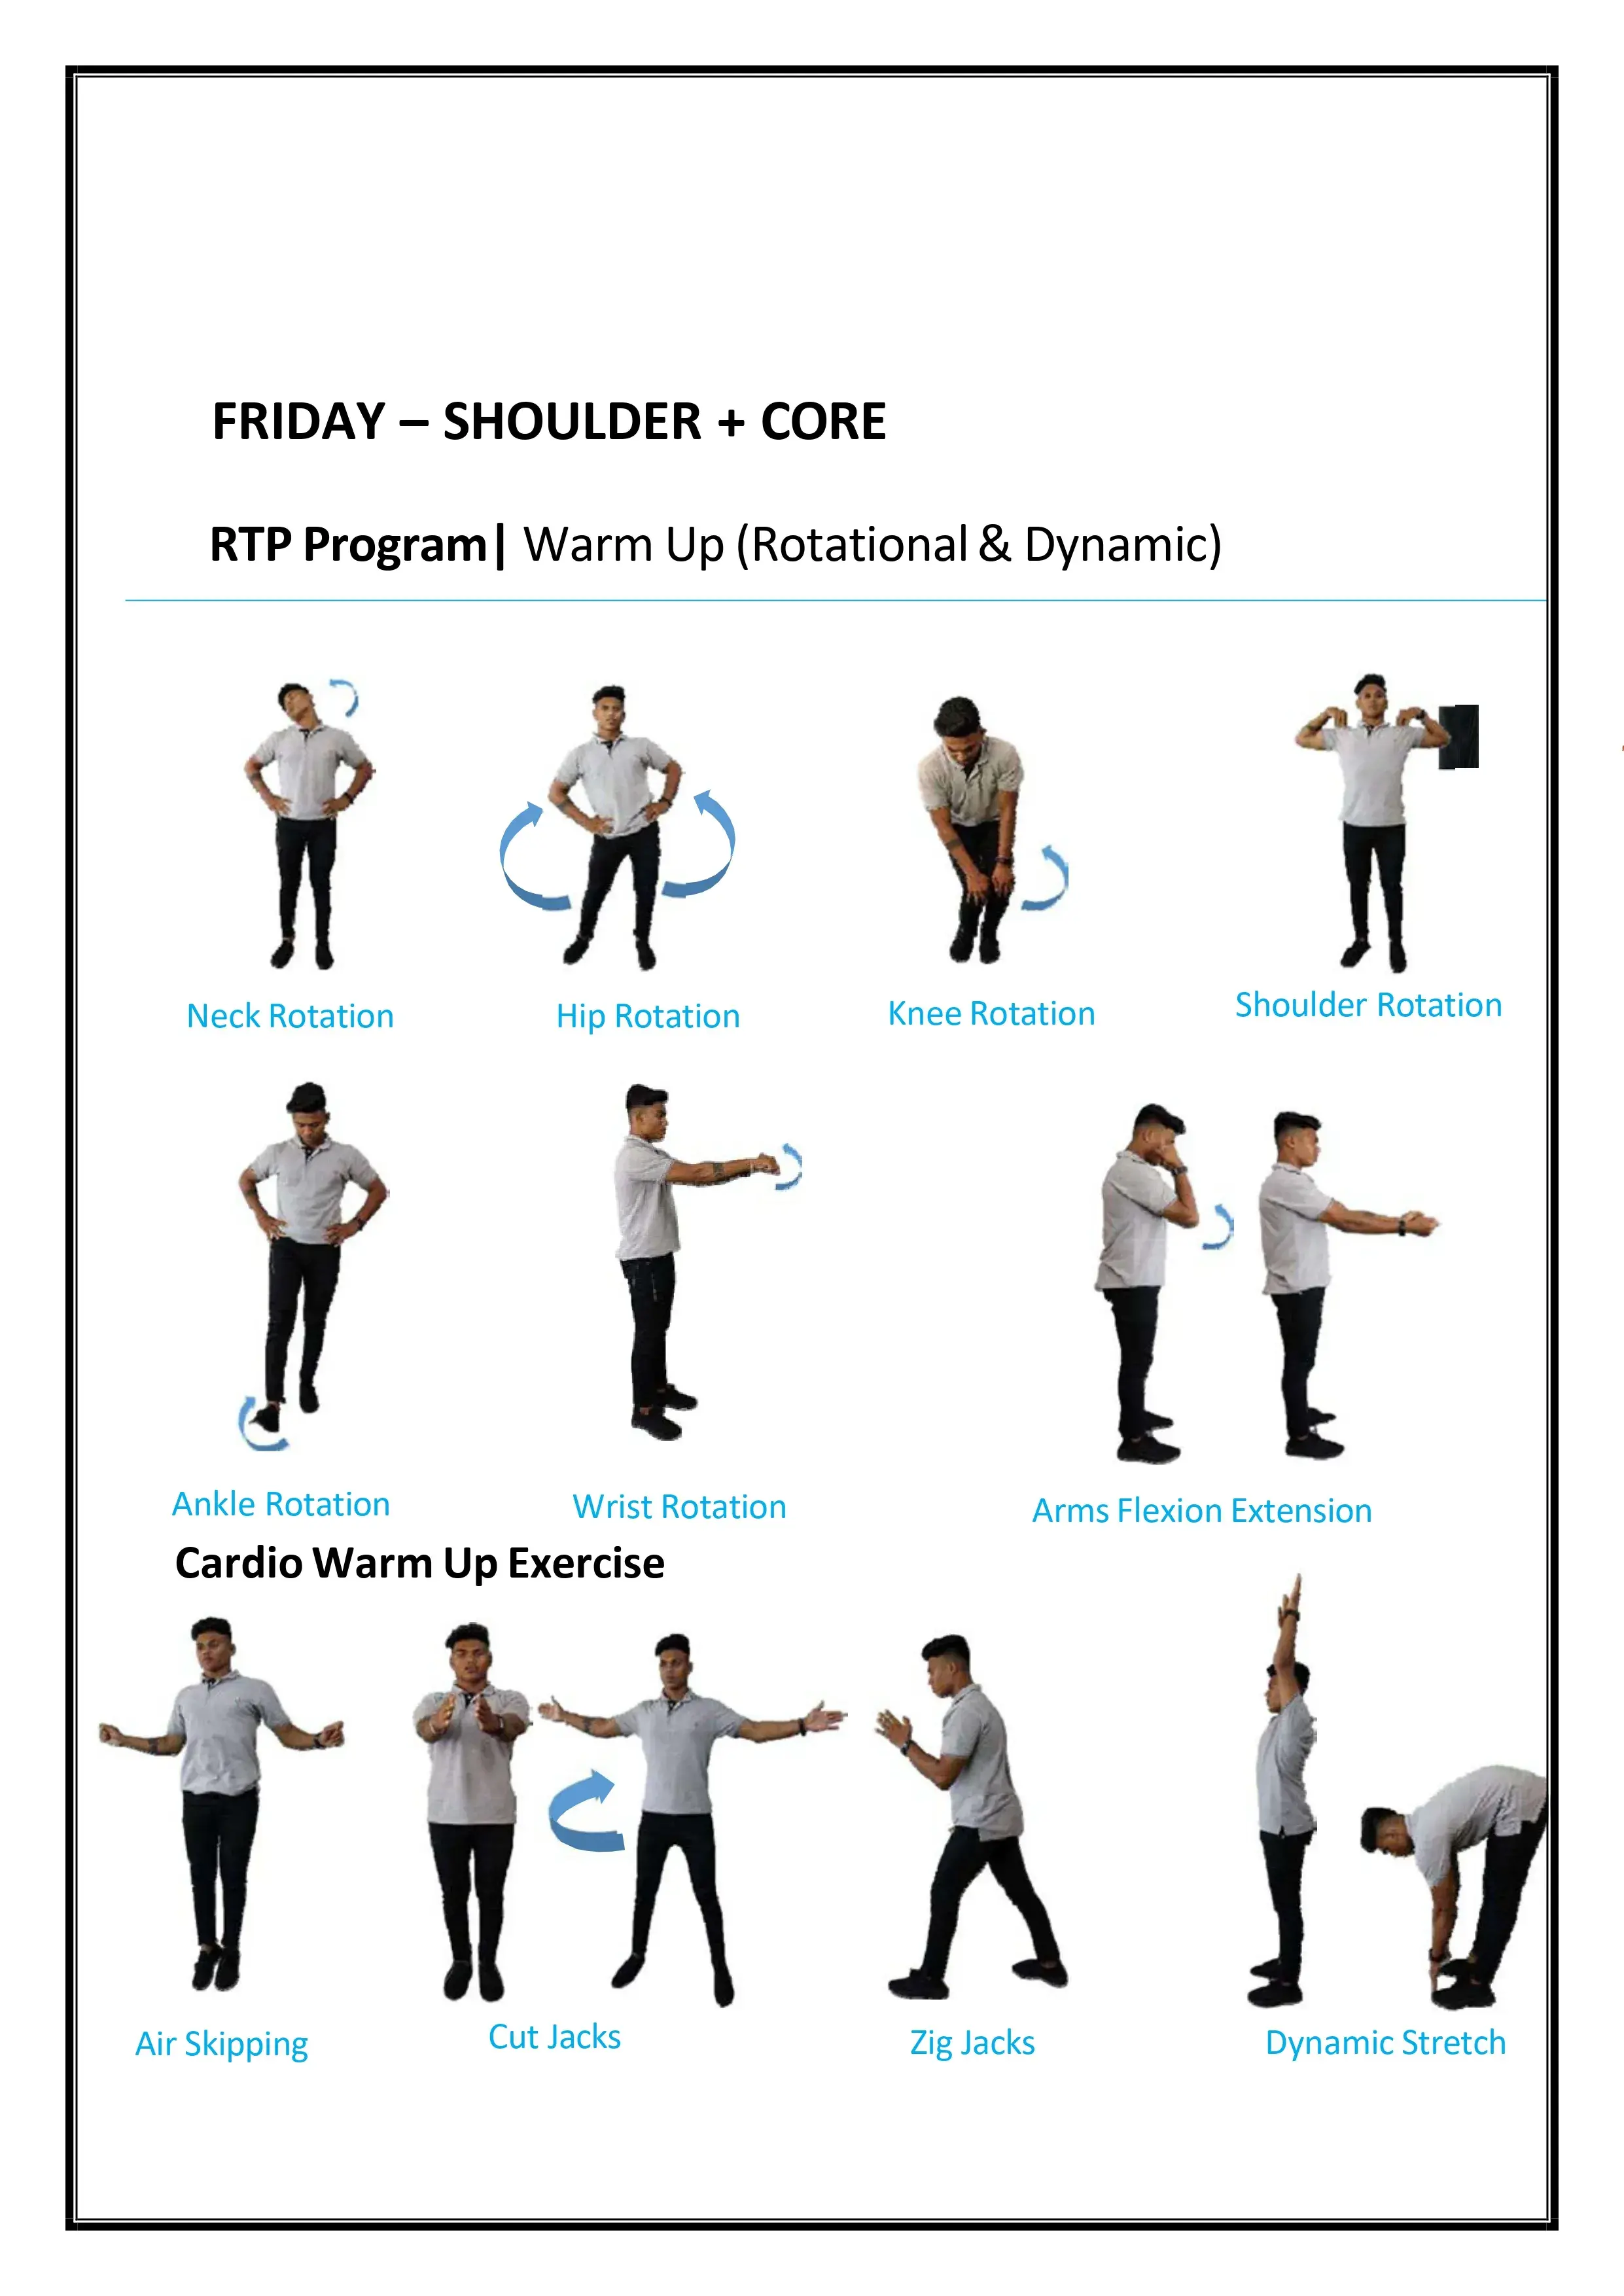 FRIDAY – SHOULDER + CORE
RTP Program| Warm Up (Rotational & Dynamic)
Neck Rotation
Hip Rotation
Knee Rotation
Shoulder Rotation
Ankle Rotation
Wrist Rotation
Arms Flexion Extension
Cardio Warm Up Exercise
Air Skipping
Cut Jacks
Zig Jacks
Dynamic Stretch